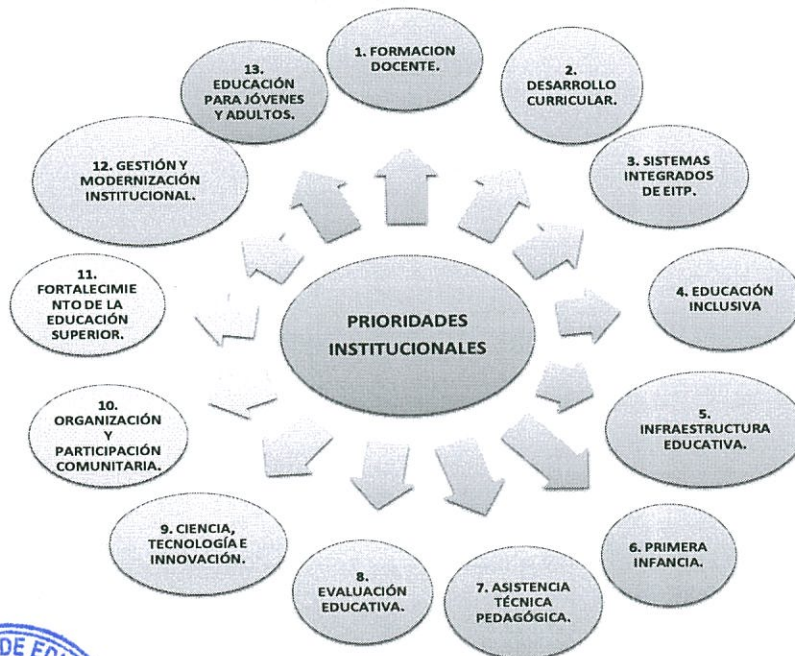 1. FORMACION
DOCENTE.
2.
DESARROLLO
CURRICULAR.
3. SISTEMAS
INTEGRADOS
DE EITP.
4. EDUCACIÓN
INCLUSIVA
5.
INFRAESTRUCTURA
EDUCATIVA.
6. PRIMERA
INFANCIA.
7. ASISTENCIA
TÉCNICA
PEDAGÓGICA.
8.
EVALUACIÓN
EDUCATIVA.
9. CIENCIA,
TECNOLOGÍA E
INNOVACIÓN.
10.
ORGANIZACIÓN
Y
PARTICIPACIÓN
COMUNITARIA.
11.
FORTALECIMIE
NTO DE LA
EDUCACIÓN
SUPERIOR.
12. GESTIÓN Y
MODERNIZACIÓN
INSTITUCIONAL.
13.
EDUCACIÓN
PARA JÓVENES
Y ADULTOS.
PRIORIDADES
INSTITUCIONALES
DE